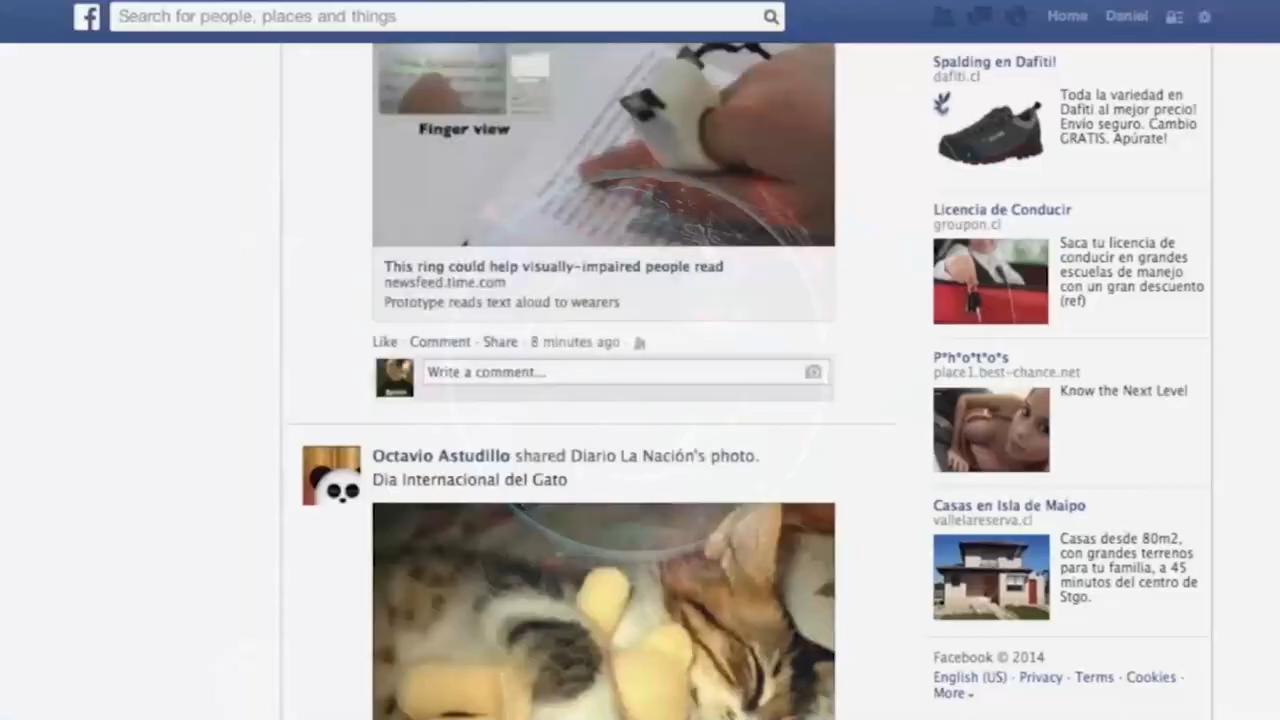 f
Search for people, places and things
Home
Daniel
Finger view
This ring could help visually-impaired people read
newsfeed.time.com
Prototype reads text aloud to wearers
Like · Comment · Share · 8 minutes ago ·
Write a comment...
Octavio Astudillo shared Diario La Nación's photo.
Dia Internacional del Gato
Spalding en Dafiti!
dafiti.cl
Toda la variedad en
Dafiti al mejor precio!
Envío seguro. Cambio
GRATIS. Apúrate!
Licencia de Conducir
groupon.cl
Saca tu licencia de
conducir en grandes
escuelas de manejo
con un gran descuento
(ref)
P*h*o*t*o*s
place1.best-chance.net
Know the Next Level
Casas en Isla de Maipo
vallelareserva.cl
Casas desde 80m2,
con grandes terrenos
para tu familia, a 45
minutos del centro de
Stgo.
Facebook © 2014
English (US) · Privacy · Terms · Cookies ·
More